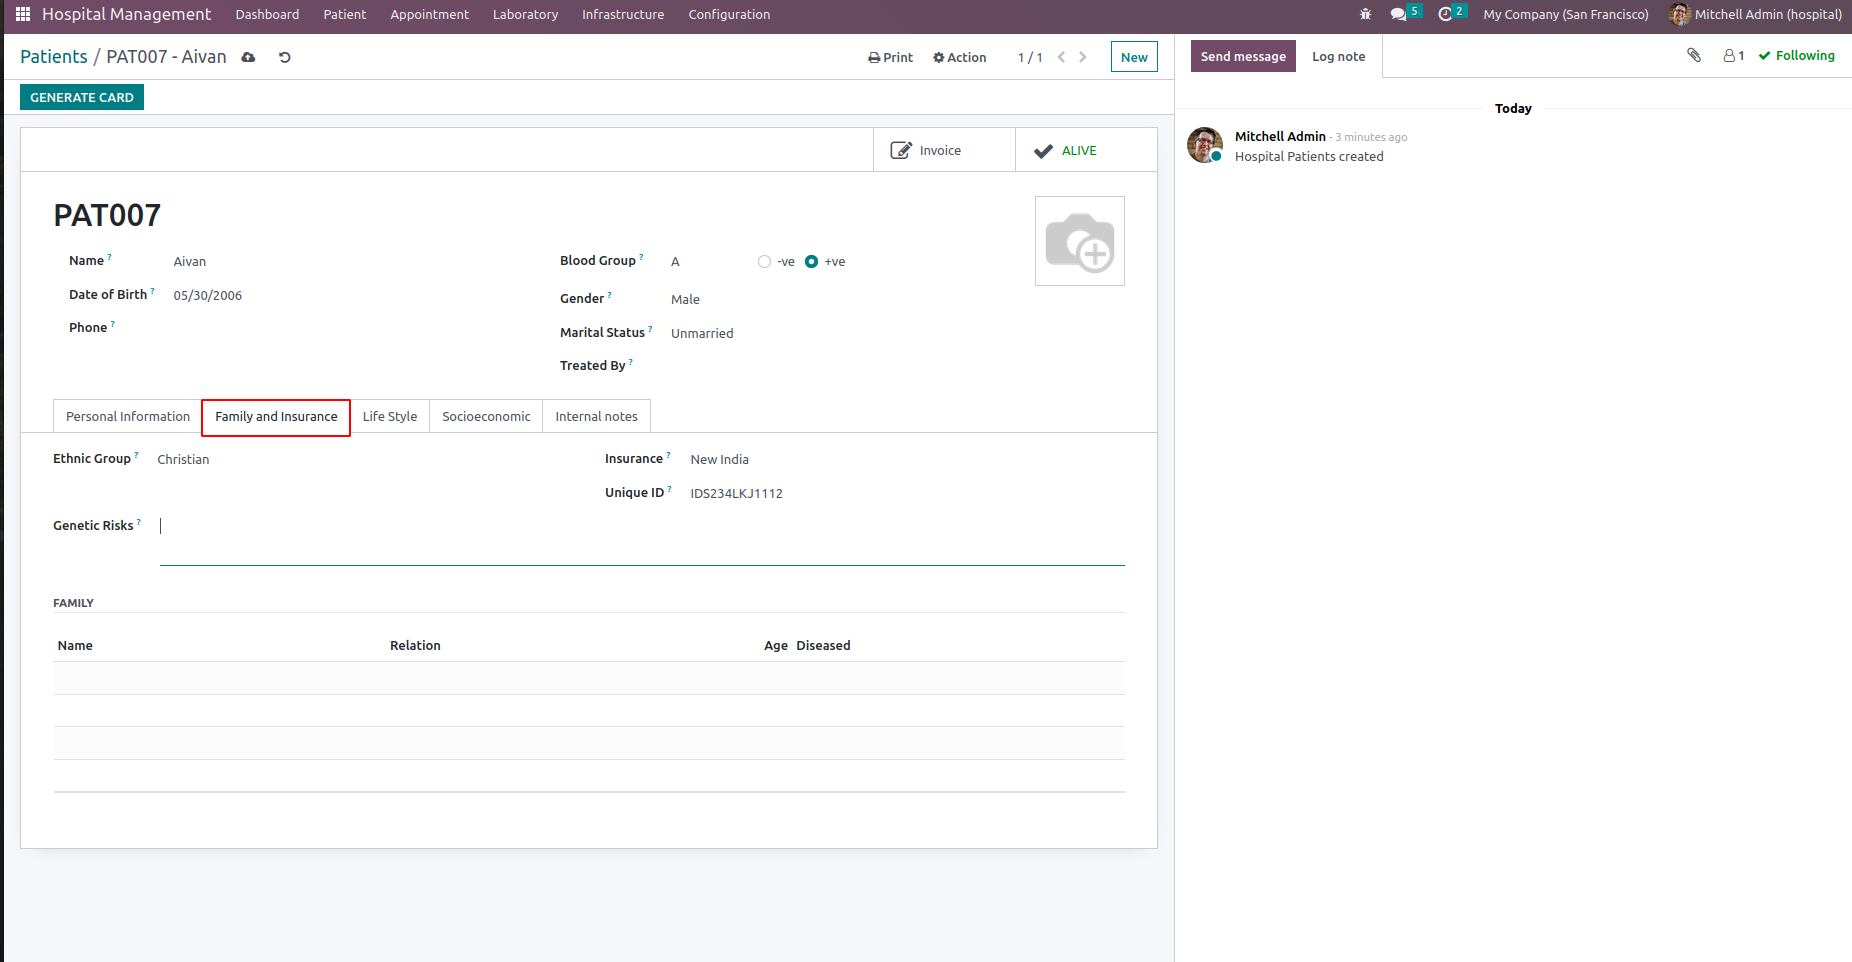 Hospital Management Dashboard Patient Appointment Laboratory Infrastructure Configuration 5 2 My Company (San Francisco) Mitchell Admin (hospital)
Patients / PAT007 - Aivan Print Action 1 / 1 New
Send message Log note 1 Following
GENERATE CARD
Today
Mitchell Admin - 3 minutes ago
Hospital Patients created
Invoice ALIVE
PAT007
Name ? Aivan
Date of Birth ? 05/30/2006
Phone ?
Blood Group ? A -ve +ve
Gender ? Male
Marital Status ? Unmarried
Treated By ?
Personal Information Family and Insurance Life Style Socioeconomic Internal notes
Ethnic Group ? Christian
Insurance ? New India
Unique ID ? IDS234LKJ1112
Genetic Risks ?
FAMILY
Name Relation Age Diseased